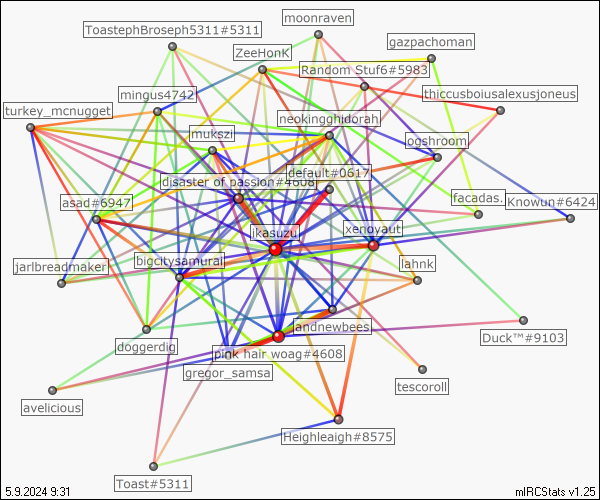 moonraven
ToastephBroseph5311#5311
gazpachoman
ZeeHonK
Random Stuf6#5983
thiccusboiusalexusjoneus
mingus4742
turkey_mcnugget
neokingghidorah
mukszi
ogshroom
default#0617
disaster of passion#4608
asad#6947
facadas.
Knowun#6424
jkasuzu
xenoyaut
bigcitysamurai
jarlbreadmaker
lahnk
andnewbees
Duck™#9103
doggerdig
pink hair woag#4608
gregor_samsa
tescoroll
avelicious
Heighleaigh#8575
Toast#5311
5.9.2024 9:31
mIRCStats v1.25